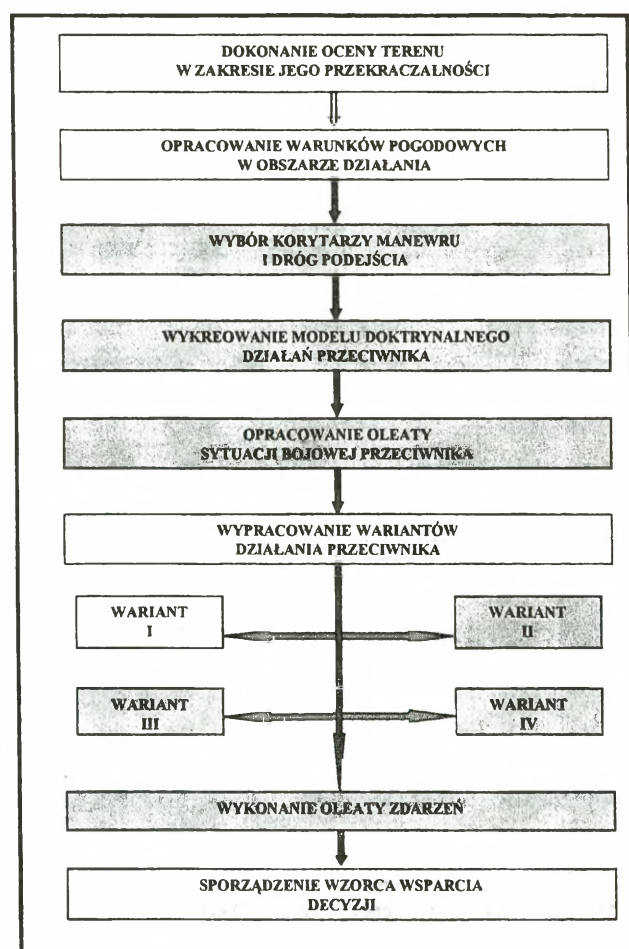 DOKONANIE OCENY TERENU
W ZAKRESIE JEGO PRZEKRACZALNOŚCI
OPRACOWANIE WARUNKÓW POGODOWYCH
W OBSZARZE DZIAŁANIA
WYBÓR KORYTARZY MANEWRU
I DRÓG PODEJŚCIA
WYKREOWANIE MODELU DOKTRYNALNEGO
DZIAŁAŃ PRZECIWNIKA
OPRACOWANIE OLEATY
SYTUACJI BOJOWEJ PRZECIWNIKA
WYPRACOWANIE WARIANTÓW
DZIAŁANIA PRZECIWNIKA
WARIANT
I
WARIANT
II
WARIANT
III
WARIANT
IV
WYKONANIE OLEATY ZDARZEŃ
SPORZĄDZENIE WZORCA WSPARCIA
DECYZJI